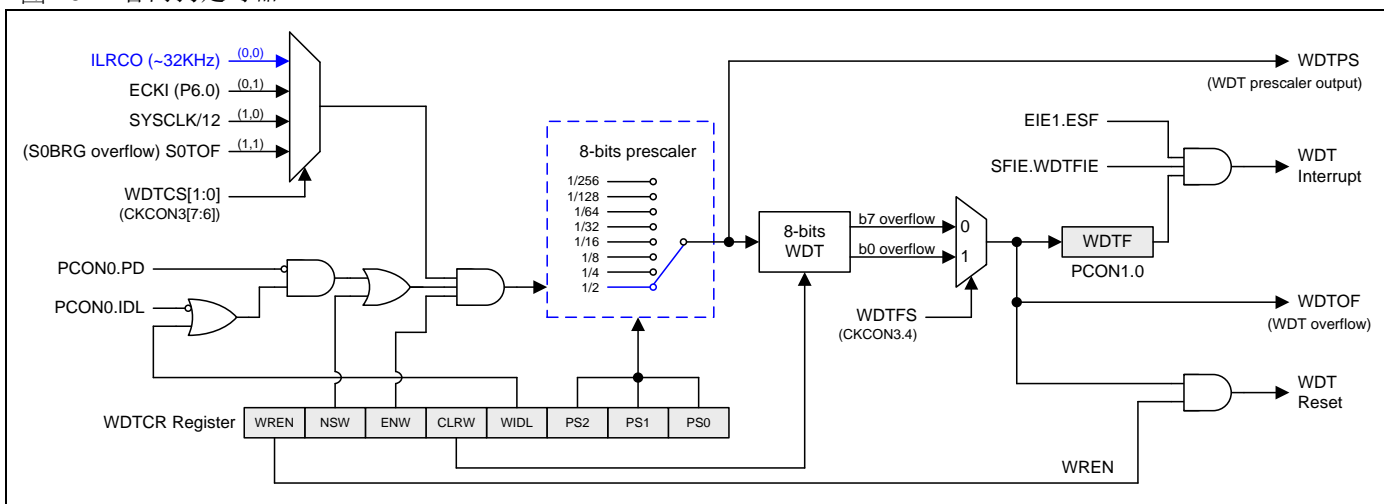 ILRCO (~32KHz) (0,0)
ECKI (P6.0) (0,1)
SYSCLK/12 (1,0)
(S0BRG overflow) S0TOF (1,1)
WDTCS[1:0]
(CKCON3[7:6])
PCON0.PD
PCON0.IDL
8-bits prescaler
1/256
1/128
1/64
1/32
1/16
1/8
1/4
1/2
8-bits
WDT
b7 overflow
b0 overflow
0
1
WDTFS
(CKCON3.4)
WDTPS
(WDT prescaler output)
EIE1.ESF
SFIE.WDTFIE
WDT
Interrupt
WDTF
PCON1.0
WDTOF
(WDT overflow)
WDT
Reset
WREN
WDTCR Register WREN NSW ENW CLRW WIDL PS2 PS1 PS0